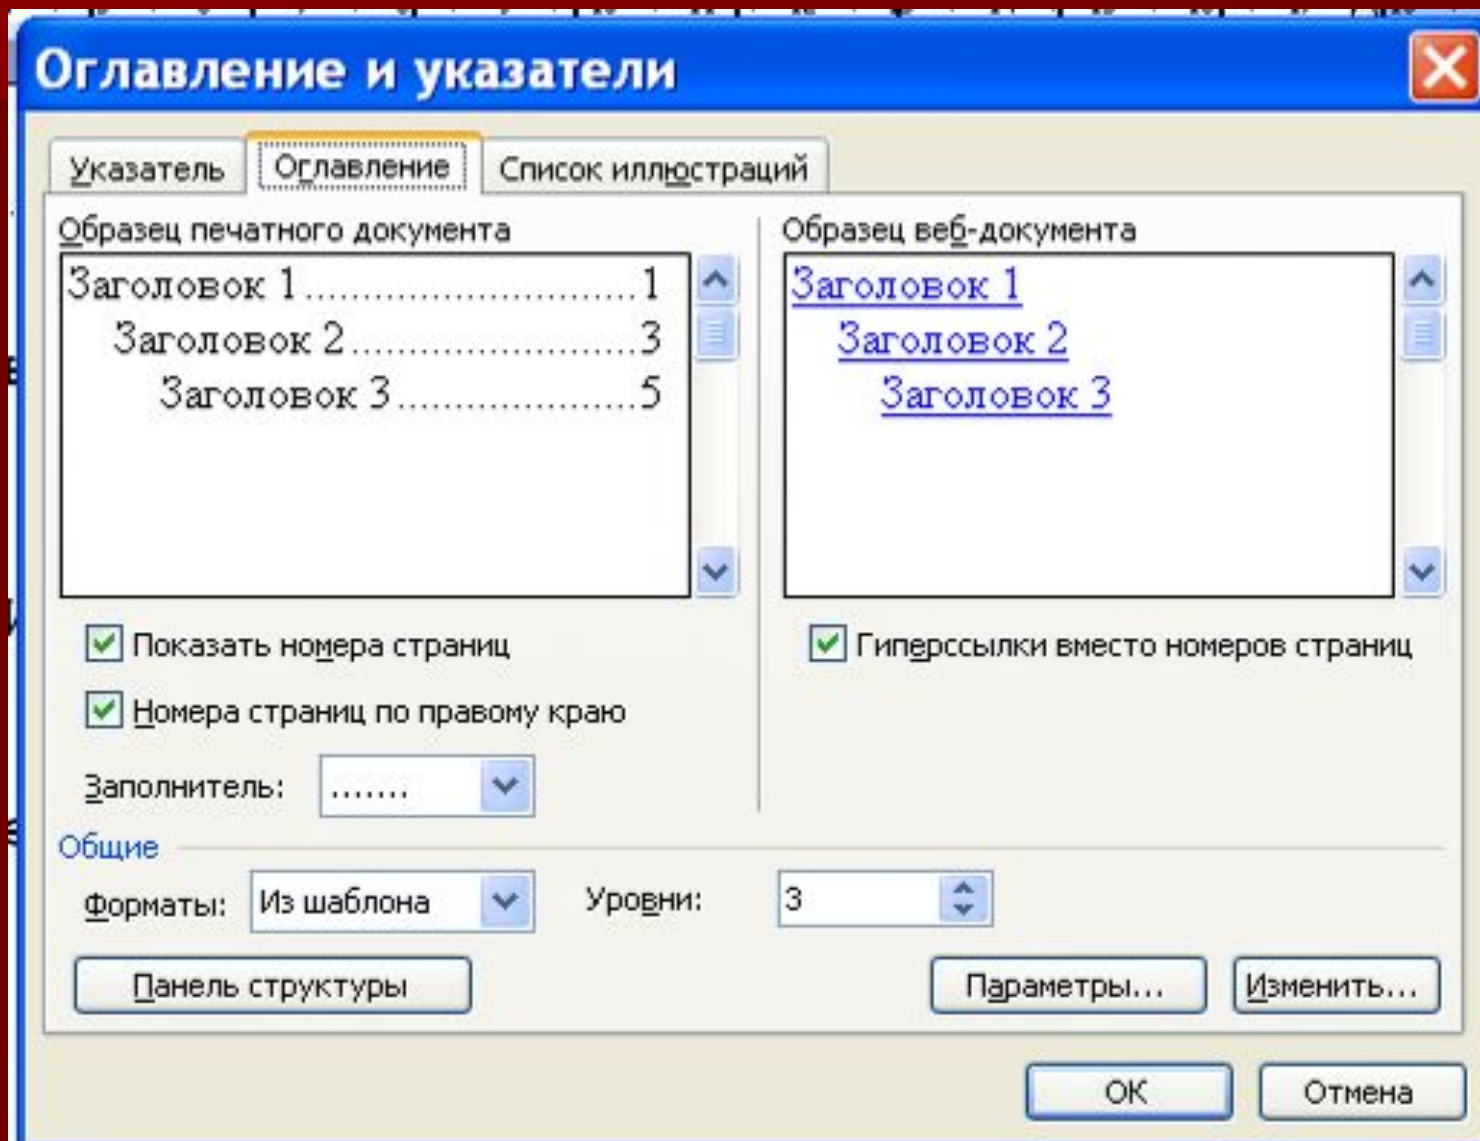 Оглавление и указатели
Указатель Оглавление Список иллюстраций
Образец печатного документа
Заголовок 1............................1
Заголовок 2.........................3
Заголовок 3.....................5
Образец веб-документа
Заголовок 1
Заголовок 2
Заголовок 3
Показать номера страниц
Номера страниц по правому краю
Заполнитель: .......
Гиперссылки вместо номеров страниц
Общие
Форматы: Из шаблона Уровни: 3
Панель структуры Параметры... Изменить...
ОК Отмена